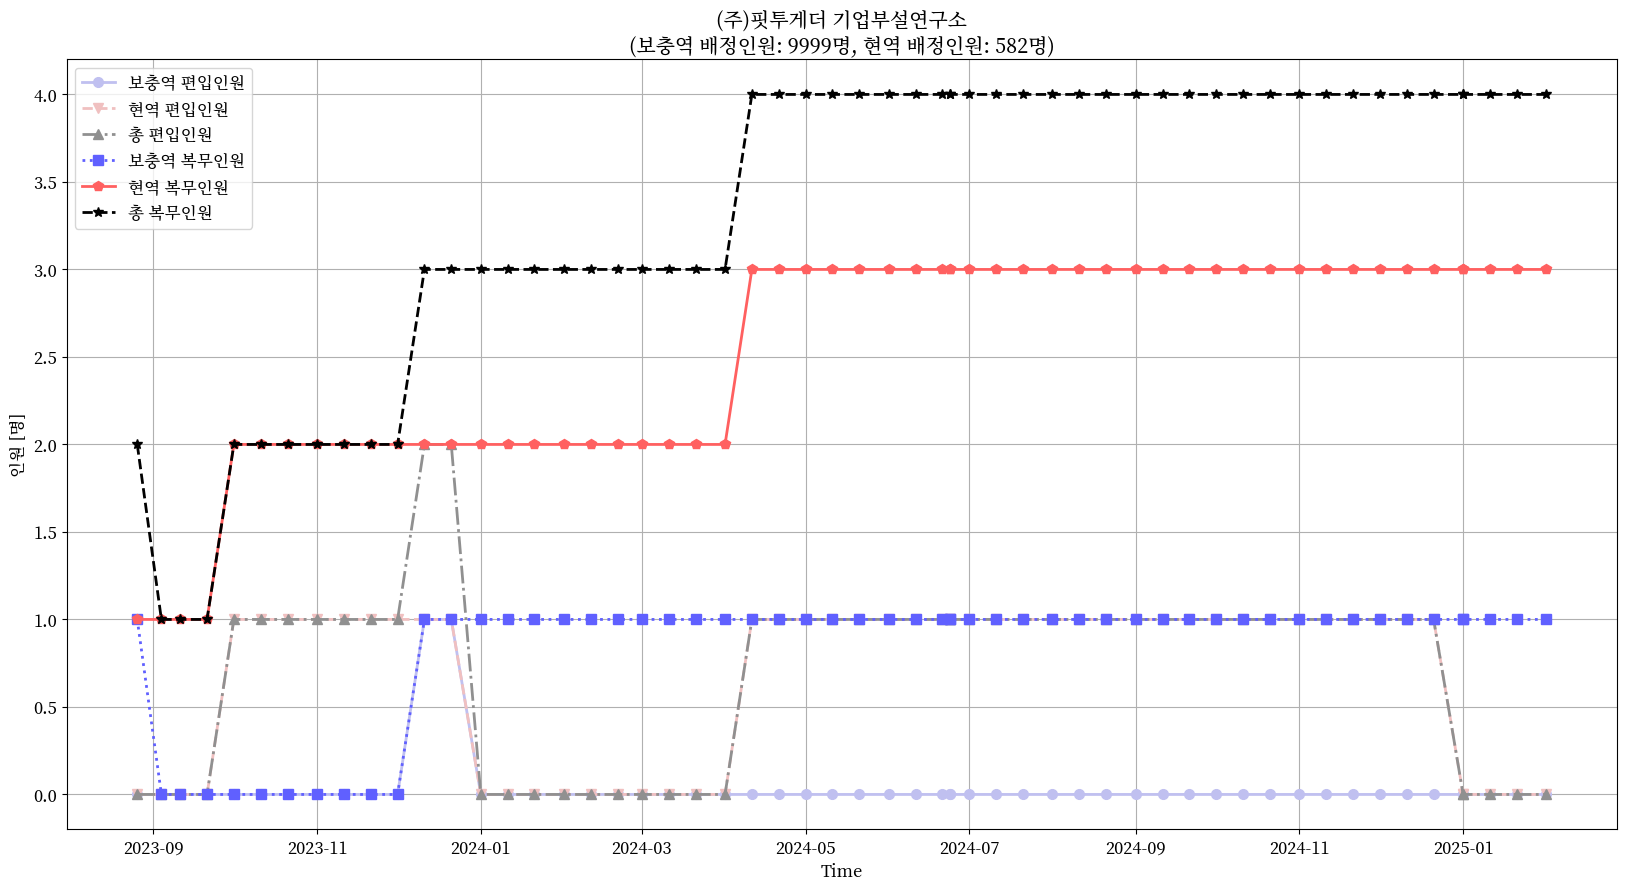 (주)핏투게더 기업부설연구소
(보충역 배정인원: 9999명, 현역 배정인원: 582명)
보충역 편입인원
현역 편입인원
총 편입인원
보충역 복무인원
현역 복무인원
총 복무인원
4.0
3.5
3.0
2.5
2.0
1.5
1.0
0.5
0.0
인원 [명]
2023-09 2023-11 2024-01 2024-03 2024-05 2024-07 2024-09 2024-11 2025-01
Time